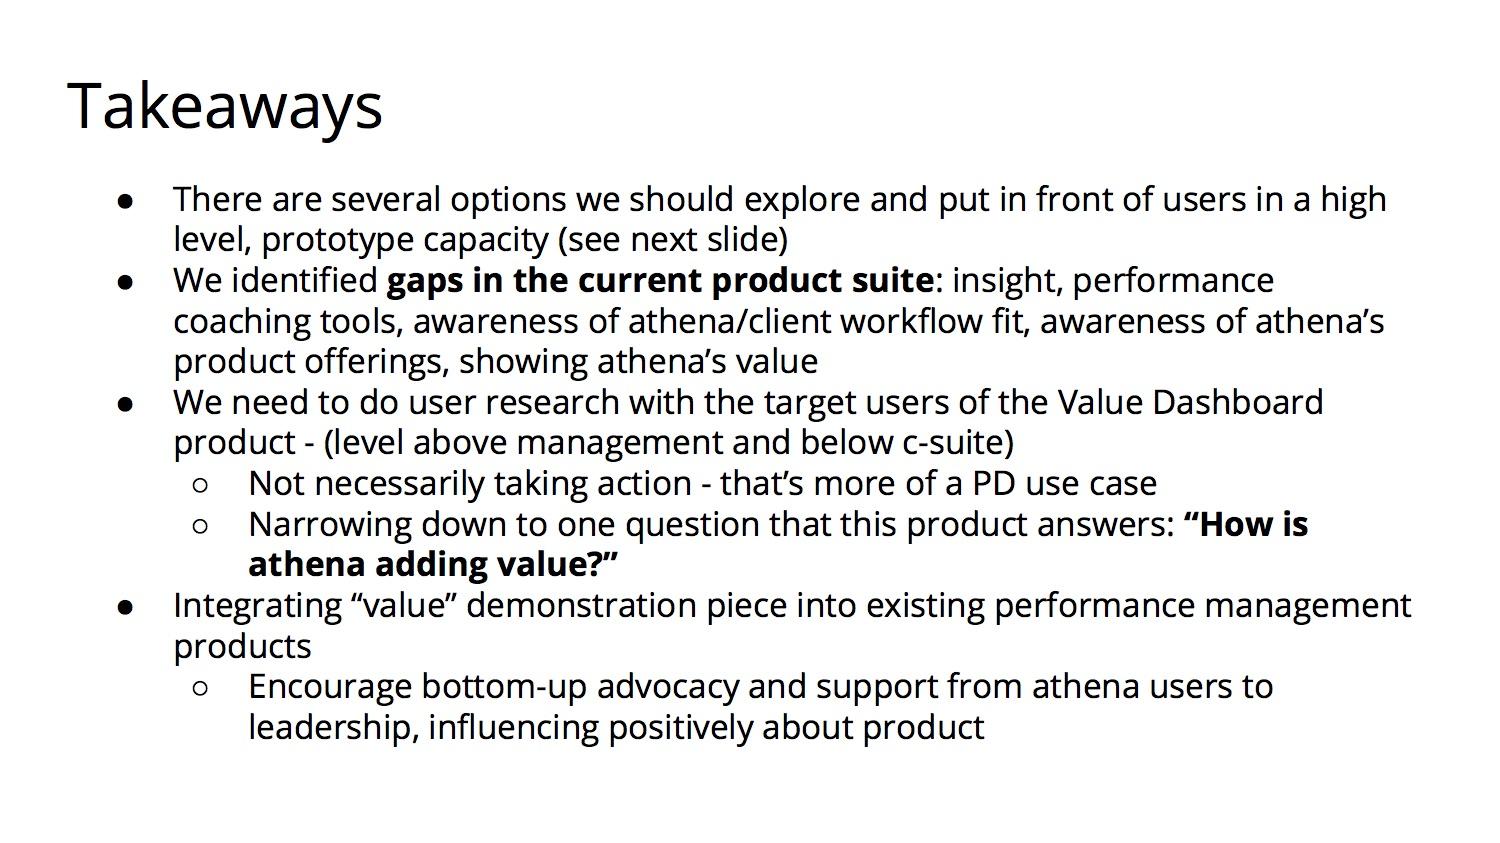 Takeaways
● There are several options we should explore and put in front of users in a high
level, prototype capacity (see next slide)
● We identified gaps in the current product suite: insight, performance
coaching tools, awareness of athena/client workflow fit, awareness of athena’s
product offerings, showing athena’s value
● We need to do user research with the target users of the Value Dashboard
product - (level above management and below c-suite)
○ Not necessarily taking action - that’s more of a PD use case
○ Narrowing down to one question that this product answers: “How is
athena adding value?”
● Integrating “value” demonstration piece into existing performance management
products
○ Encourage bottom-up advocacy and support from athena users to
leadership, influencing positively about product